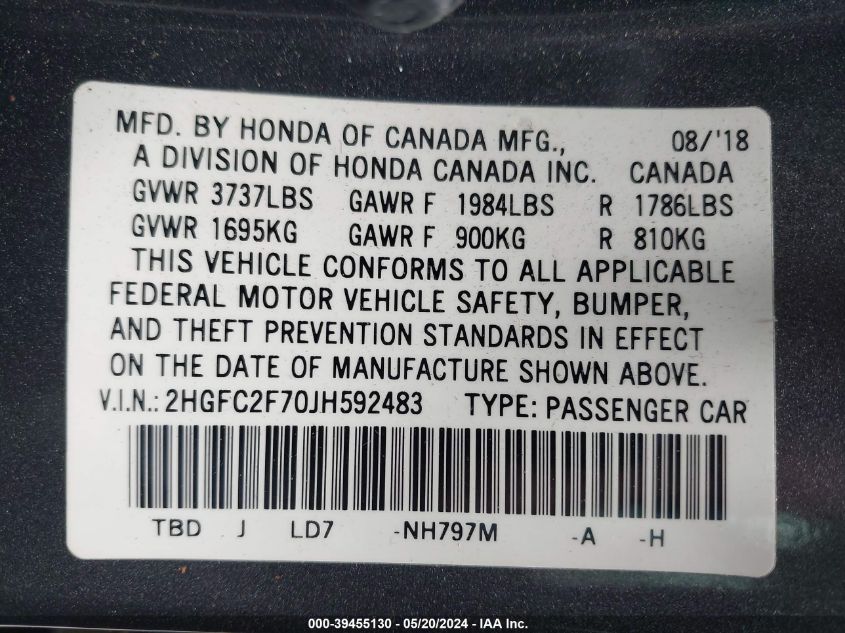 MFD. BY HONDA OF CANADA MFG., 08/'18
A DIVISION OF HONDA CANADA INC. CANADA
GVWR 3737LBS GAWR F 1984LBS R 1786LBS
GVWR 1695KG GAWR F 900KG R 810KG
THIS VEHICLE CONFORMS TO ALL APPLICABLE
FEDERAL MOTOR VEHICLE SAFETY, BUMPER,
AND THEFT PREVENTION STANDARDS IN EFFECT
ON THE DATE OF MANUFACTURE SHOWN ABOVE.
V.I.N.: 2HGFC2F70JH592483 TYPE: PASSENGER CAR
TBD J LD7 -NH797M -A -H
000-39455130 - 05/20/2024 - IAA Inc.